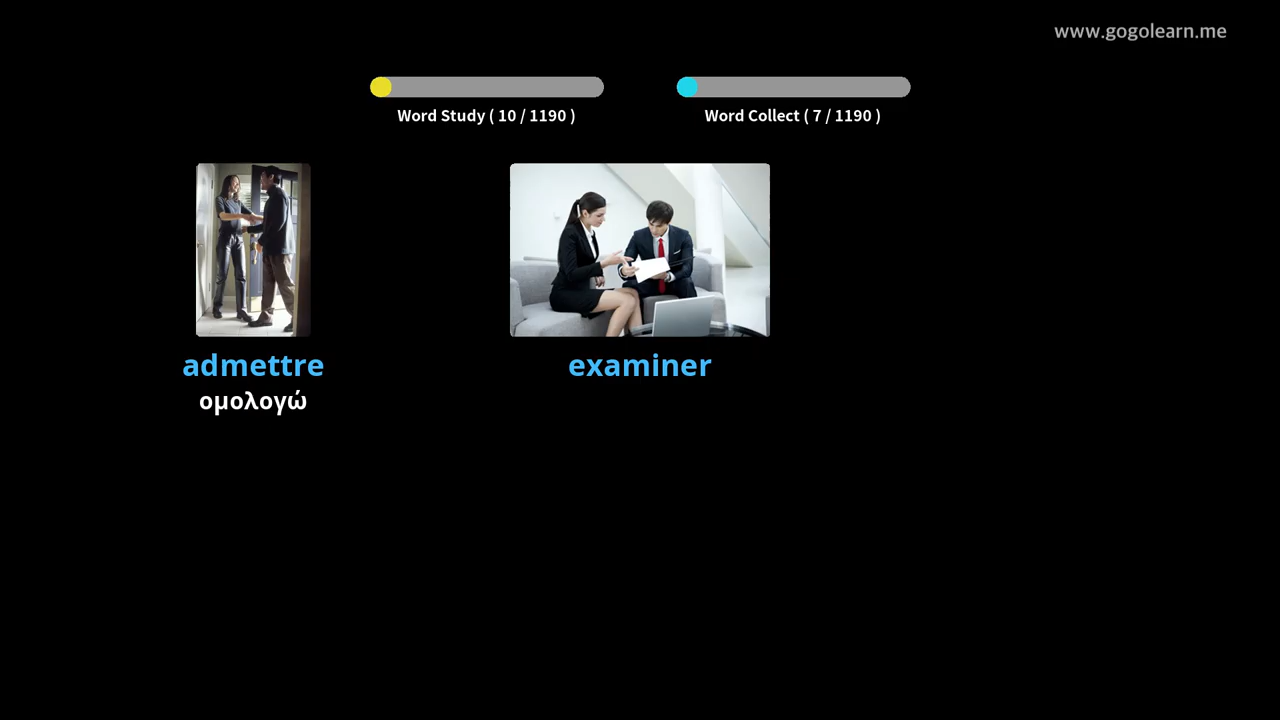 www.gogolearn.me
Word Study ( 10 / 1190 )
Word Collect ( 7 / 1190 )
admettre
ομολογώ
examiner